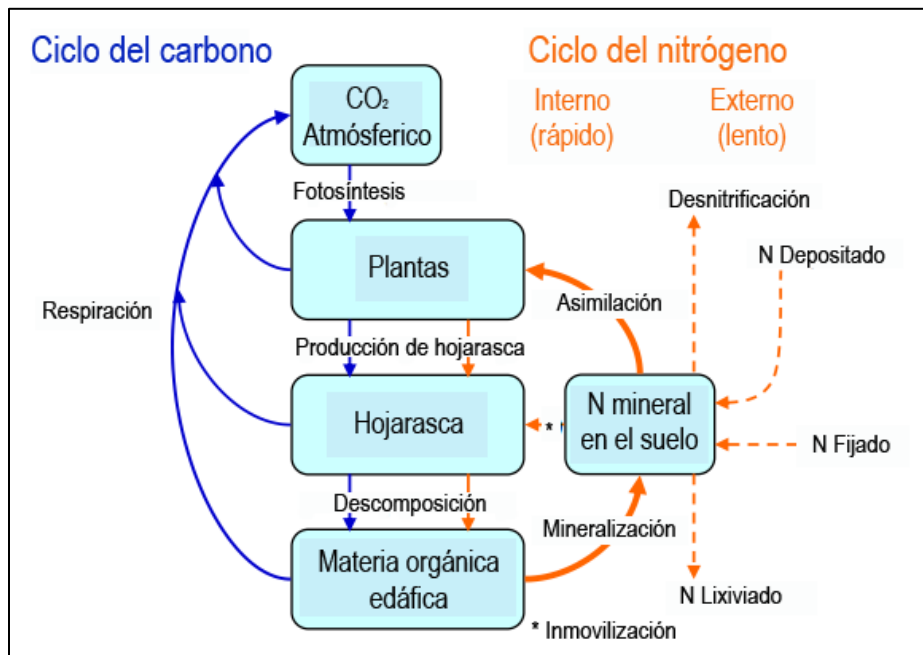 Ciclo del carbono
Ciclo del nitrógeno
Interno
(rápido)
Externo
(lento)
CO₂
Atmósferico
Fotosíntesis
Desnitrificación
Plantas
N Depositado
Asimilación
Respiración
Producción de hojarasca
Hojarasca
*
N mineral
en el suelo
N Fijado
Descomposición
Mineralización
Materia orgánica
edáfica
N Lixiviado
* Inmovilización